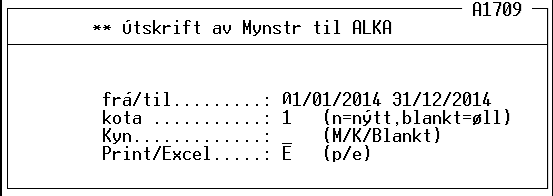 A1709
** útskrift av Mynstr til ALKA
frá/til..........: 01/01/2014 31/12/2014
kota ............: 1 (n=nýtt,blankt=øll)
Kyn..............: _ (M/K/Blankt)
Print/Excel.....: E (p/e)